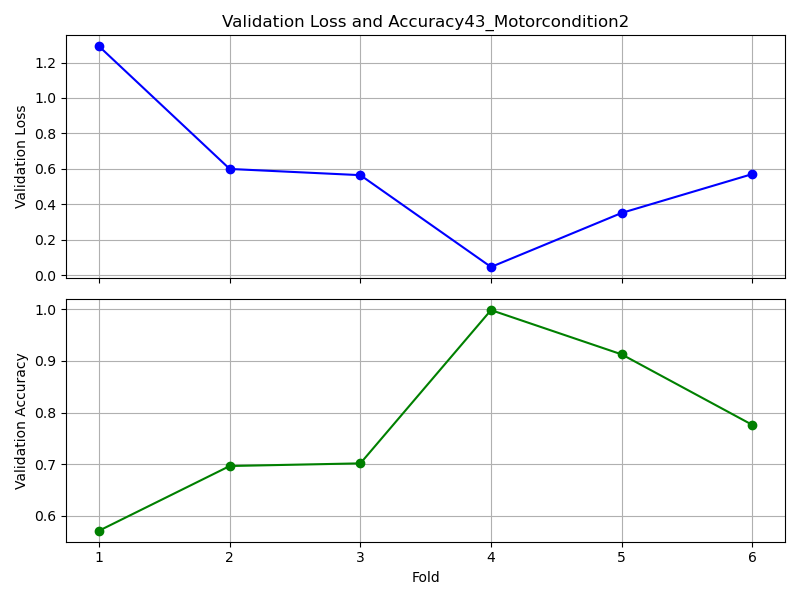 Validation Loss and Accuracy43_Motorcondition2
Validation Loss
1.2
1.0
0.8
0.6
0.4
0.2
0.0
Validation Accuracy
1.0
0.9
0.8
0.7
0.6
1 2 3 4 5 6
Fold